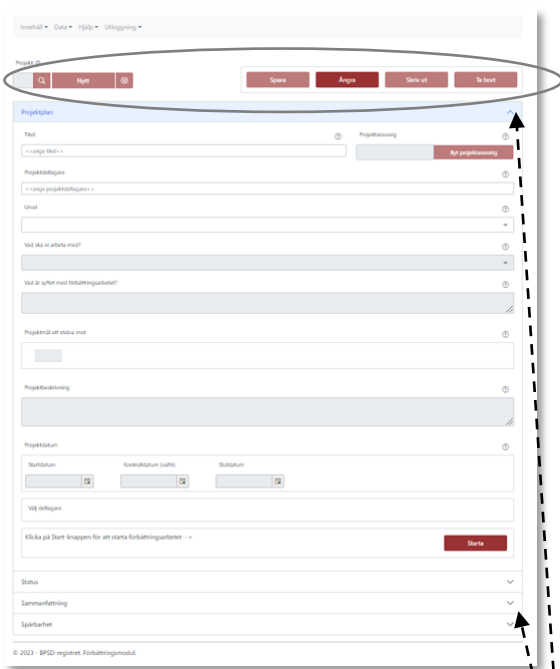 Innehåll Data Hjälp Utloggning
Projekt ID
Nytt Spara Ångra Skriv ut Ta bort
Projektplan
Titel Projektansvarig
<<ange titel>> Byt projektansvarig
Projektdeltagare
<<ange projektdeltagare>>
Urval
Vad ska ni arbeta med?
Vad är syftet med förbättringsarbetet?
Projektmål att sträva mot
Projektbeskrivning
Projektdatum
Startdatum Kontrolldatum (valfri) Slutdatum
Välj deltagare
Klicka på Start-knappen för att starta förbättringsarbetet --> Starta
Status
Sammanfattning
Spårbarhet
© 2023 - BPSD-registret. Förbättringsmodul.